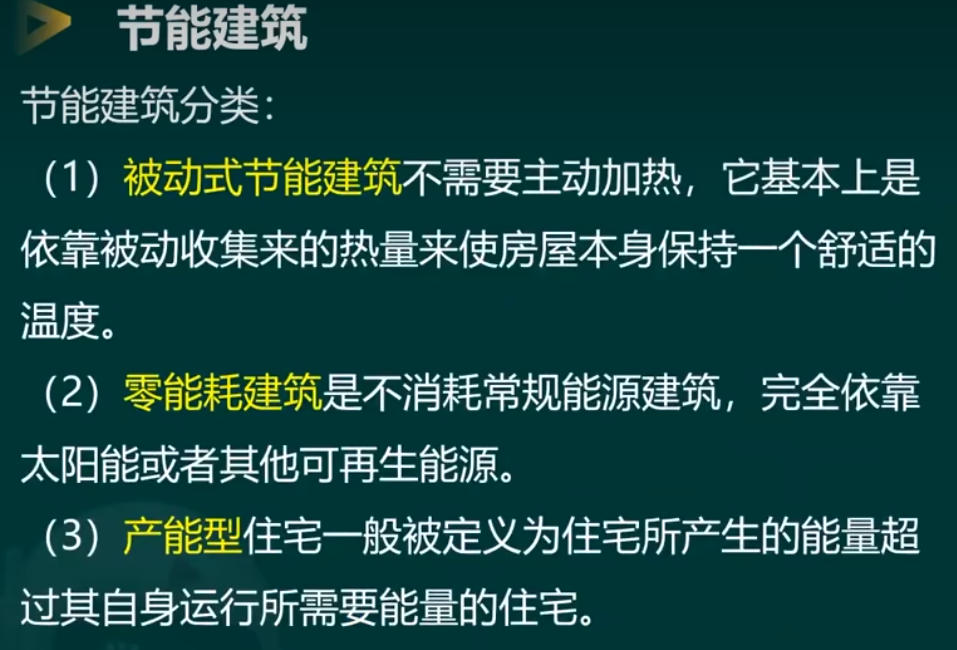 节能建筑
节能建筑分类：
（1）被动式节能建筑不需要主动加热，它基本上是
依靠被动收集来的热量来使房屋本身保持一个舒适的
温度。
（2）零能耗建筑是不消耗常规能源建筑，完全依靠
太阳能或者其他可再生能源。
（3）产能型住宅一般被定义为住宅所产生的能量超
过其自身运行所需要能量的住宅。